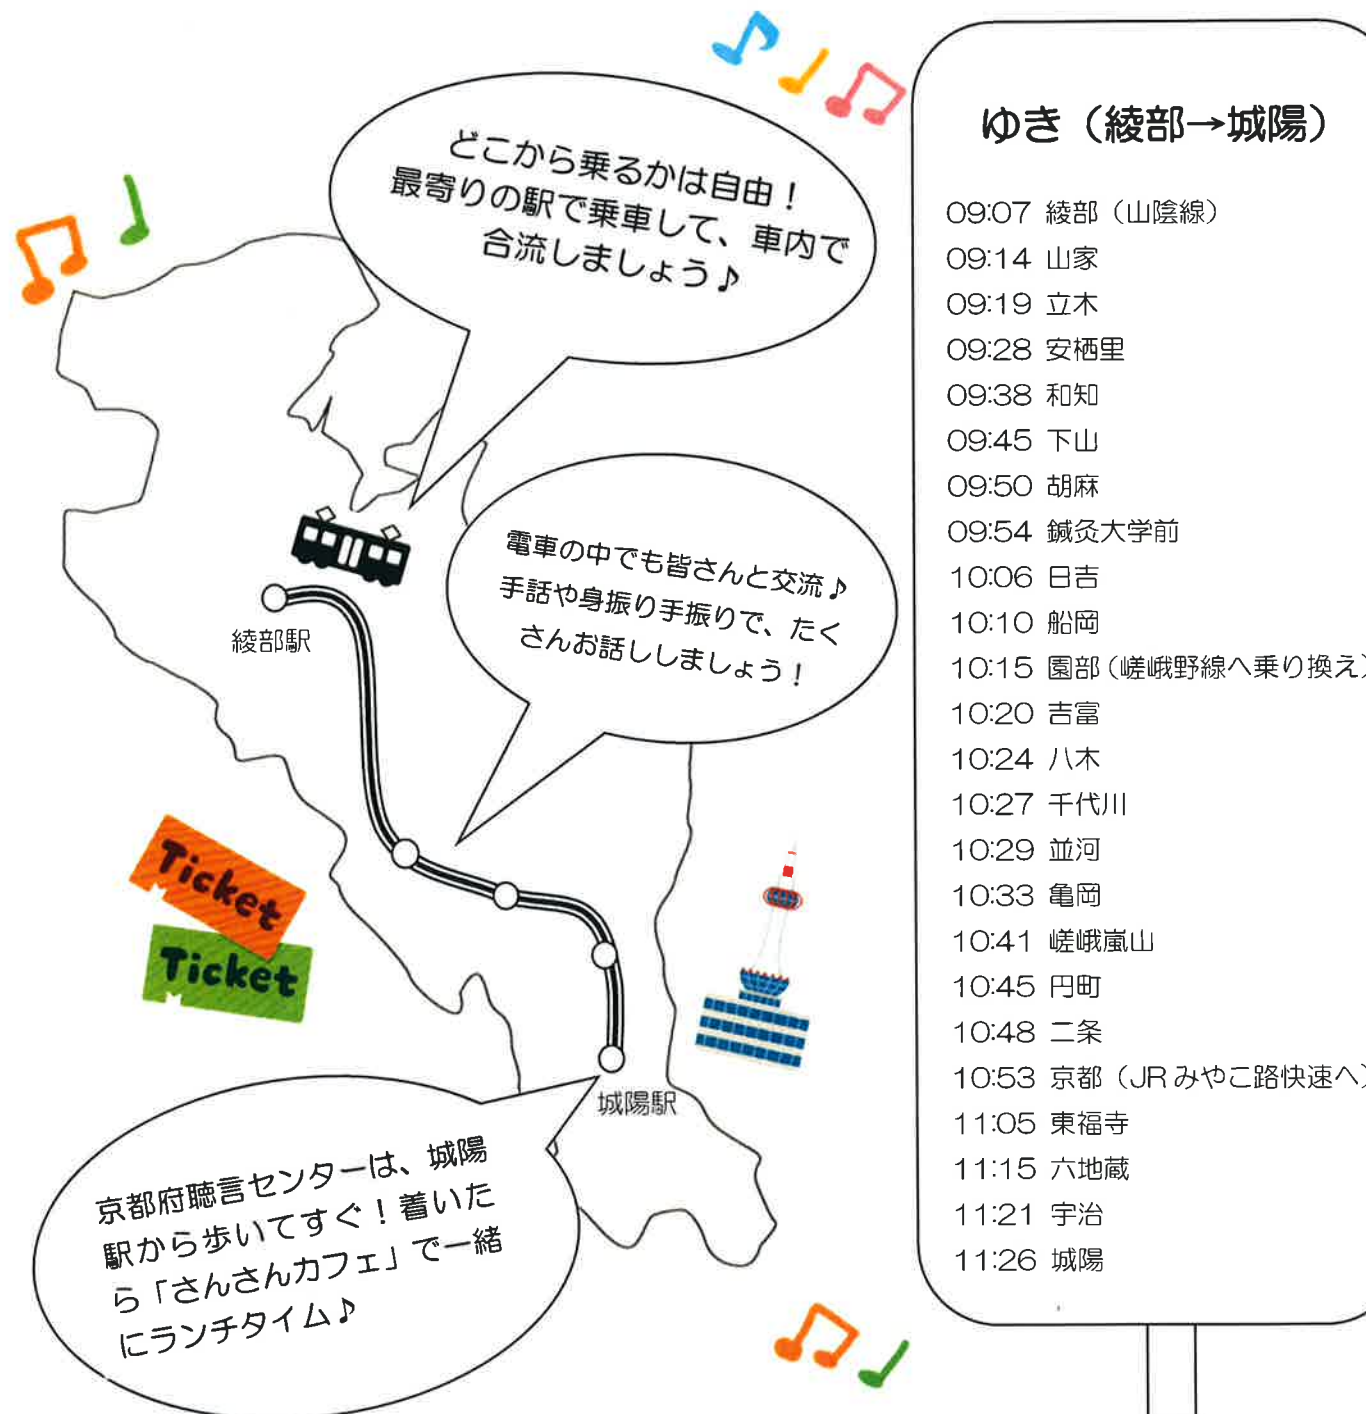 どこから乗るかは自由！
最寄りの駅で乗車して、車内で
合流しましょう♪
電車の中でも皆さんと交流♪
手話や身振り手振りで、たく
さんお話ししましょう！
綾部駅
Ticket
Ticket
城陽駅
京都府聴言センターは、城陽
駅から歩いてすぐ！着いた
ら「さんさんカフェ」で一緒
にランチタイム♪
ゆき（綾部→城陽）
09:07 綾部（山陰線）
09:14 山家
09:19 立木
09:28 安栖里
09:38 和知
09:45 下山
09:50 胡麻
09:54 鍼灸大学前
10:06 日吉
10:10 船岡
10:15 園部（嵯峨野線へ乗り換え）
10:20 吉富
10:24 八木
10:27 千代川
10:29 並河
10:33 亀岡
10:41 嵯峨嵐山
10:45 円町
10:48 二条
10:53 京都（JRみやこ路快速へ）
11:05 東福寺
11:15 六地蔵
11:21 宇治
11:26 城陽